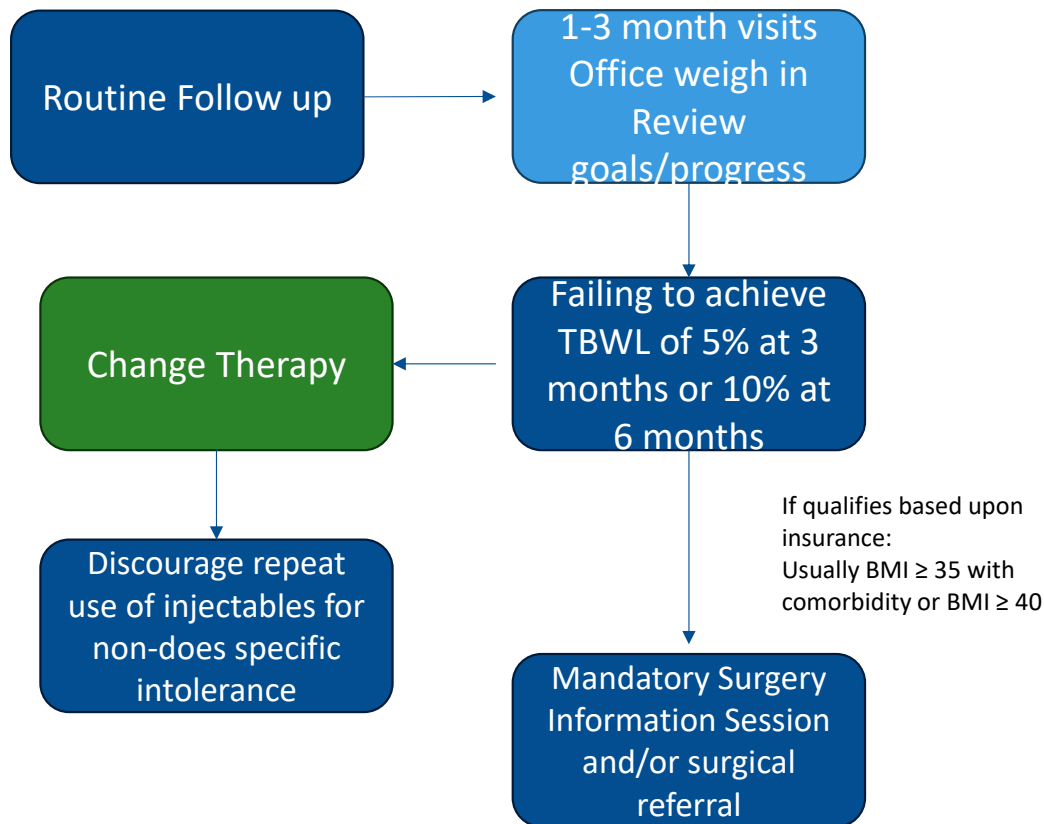 Routine Follow up
1-3 month visits
Office weigh in
Review
goals/progress
Failing to achieve
TBWL of 5% at 3
months or 10% at
6 months
Change Therapy
Discourage repeat
use of injectables for
non-does specific
intolerance
If qualifies based upon
insurance:
Usually BMI ≥ 35 with
comorbidity or BMI ≥ 40
Mandatory Surgery
Information Session
and/or surgical
referral